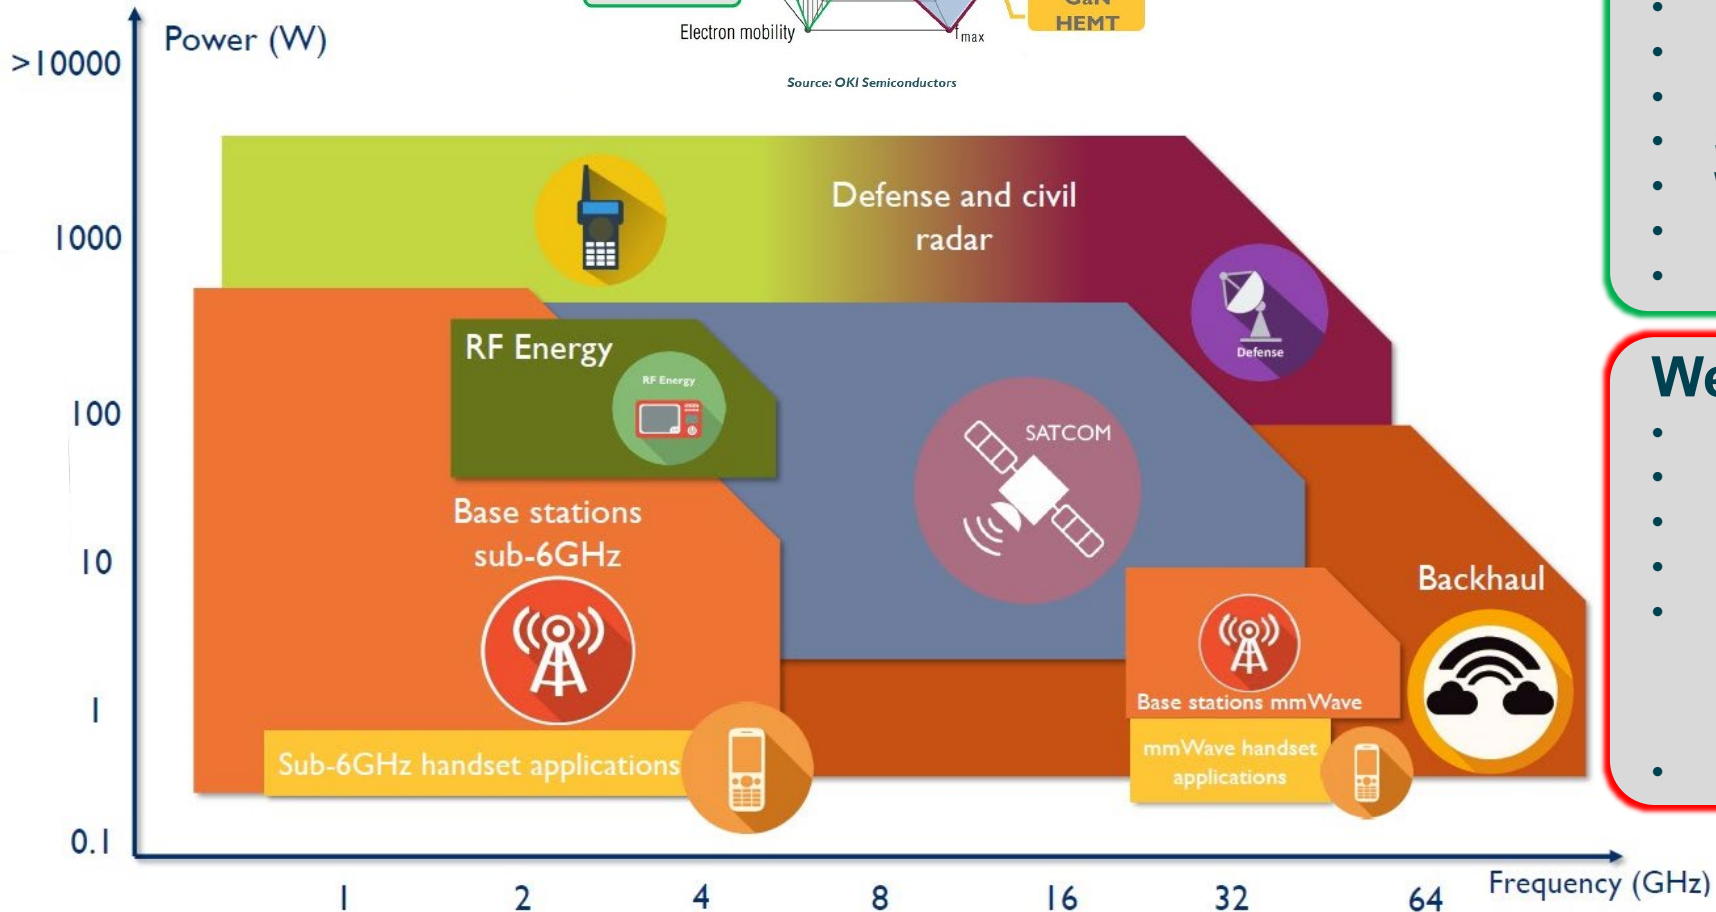 GaN
HEMT
Electron mobility
fmax
Source: OKI Semiconductors
Power (W)
>10000
1000
100
10
1
0.1
Defense and civil
radar
Defense
RF Energy
RF Energy
SATCOM
Base stations
sub-6GHz
Backhaul
Base stations mmWave
Sub-6GHz handset applications
mmWave handset
applications
1
2
4
8
16
32
64
Frequency (GHz)